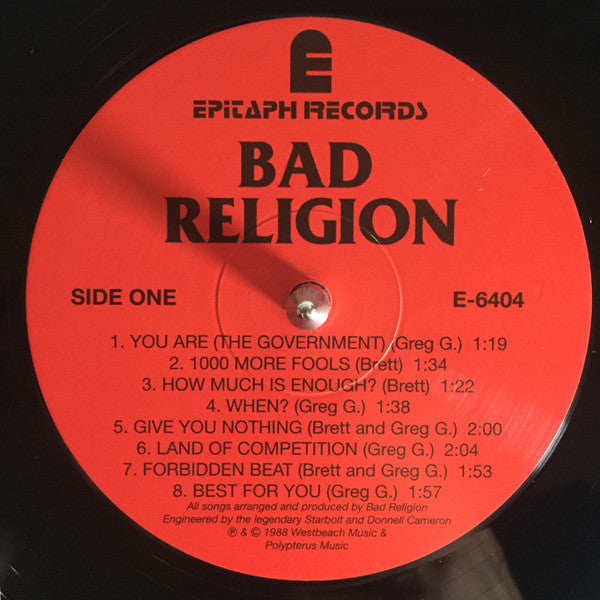 E
EPITAPH RECORDS
BAD
RELIGION
SIDE ONE E-6404
1. YOU ARE (THE GOVERNMENT) (Greg G.) 1:19
2. 1000 MORE FOOLS (Brett) 1:34
3. HOW MUCH IS ENOUGH? (Brett) 1:22
4. WHEN? (Greg G.) 1:38
5. GIVE YOU NOTHING (Brett and Greg G.) 2:00
6. LAND OF COMPETITION (Greg G.) 2:04
7. FORBIDDEN BEAT (Brett and Greg G.) 1:53
8. BEST FOR YOU (Greg G.) 1:57
All songs arranged and produced by Bad Religion
Engineered by the legendary Starbolt and Donnell Cameron
℗ & © 1988 Westbeach Music &
Polypterus Music